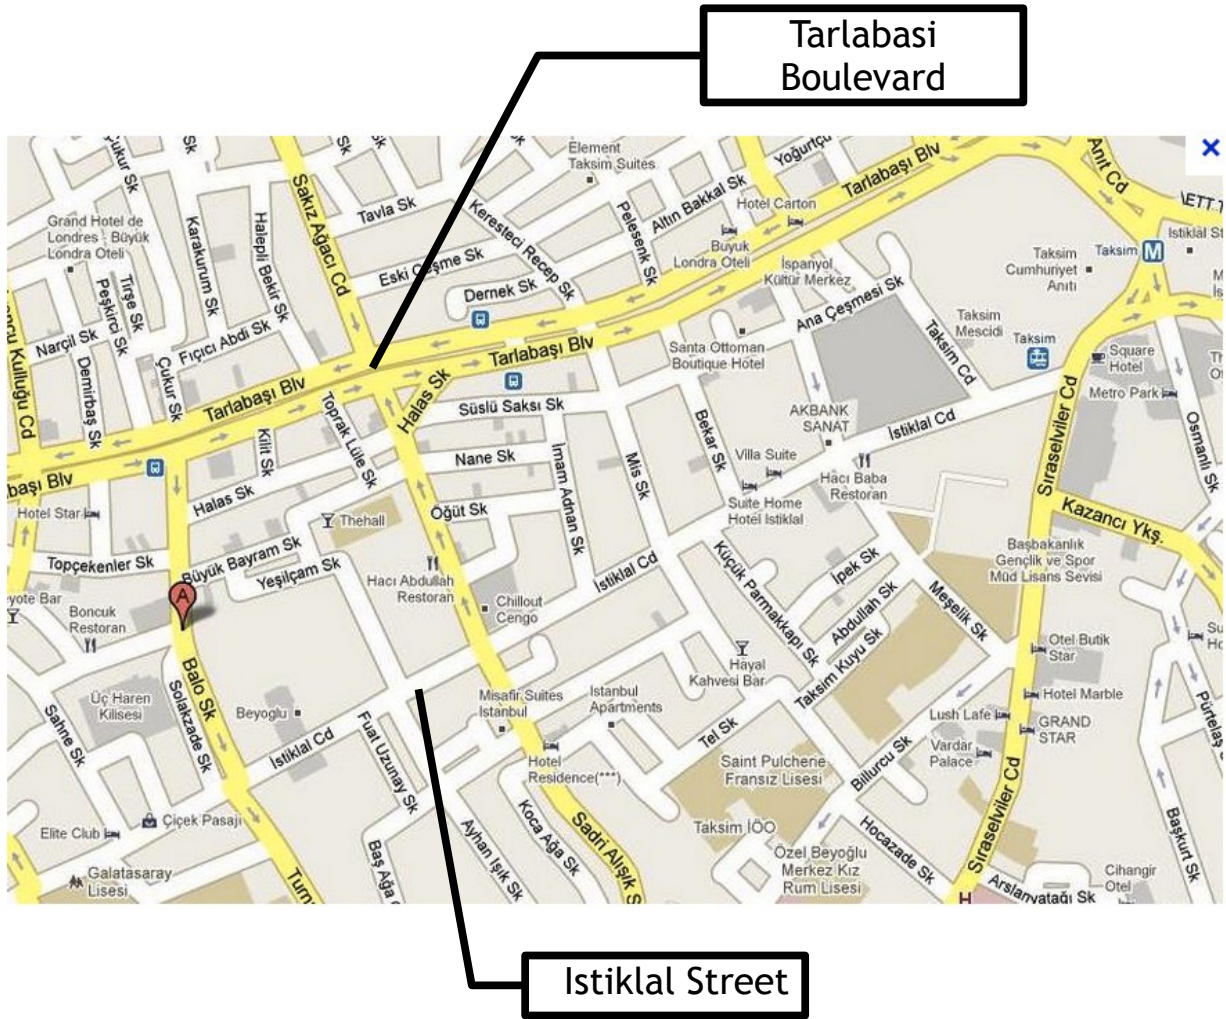 Tarlabasi
Boulevard
Çukur Sk
Sk
Sk
Element
Taksim Suites
Yoğurtçu
Tarlabaşı Blv
Anıt Cd
Sakız Ağacı Cd
Tavla Sk
Keresteci Recep Sk
Pelesenk Sk
Altın Bakkal Sk
Hotel Carton
Grand Hotel de
Londres - Büyük
Londra Oteli
Karakurum Sk
Halepli Bekir Sk
Eski Çeşme Sk
Buyuk
Londra Oteli
İspanyol
Kültür Merkez
Taksim
Cumhuriyet
Anıtı
Taksim
M
Istiklal St
Tirşe Sk
Peşkirci Sk
Dernek Sk
Ana Çeşmesi Sk
Taksim Cd
Taksim
Mescidi
Taksim
Narçil Sk
Demirbaş Sk
Çukur Sk
Fıçıcı Abdi Sk
Tarlabaşı Blv
Santa Ottoman
Boutique Hotel
Square
Hotel
Metro Park
Kulluğu Cd
Tarlabaşı Blv
Toprak Lüle Sk
Halas Sk
Süslü Saksı Sk
AKBANK
SANAT
İstiklal Cd
Sıraselviler Cd
Osmanlı Sk
başı Blv
Kilit Sk
Nane Sk
İmam Adnan Sk
Mis Sk
Bekar Sk
Villa Suite
Hacı Baba
Restoran
Halas Sk
Hotel Star
Thehall
Öğüt Sk
Suite Home
Hotel İstiklal
Kazancı Ykş.
Topçekenler Sk
Büyük Bayram Sk
Yeşilçam Sk
Hacı Abdullah
Restoran
İstiklal Cd
Küçük Parmakkapı Sk
İpek Sk
Abdullah Sk
Meşelik Sk
Başbakanlık
Gençlik ve Spor
Müd Lisans Sevisi
eyote Bar
Boncuk
Restoran
A
Chillout
Cengo
Hayal
Kahvesi Bar
Taksim Kuyu Sk
Otel Butik
Star
Üç Haren
Kilisesi
Balo Sk
Solakzade Sk
Beyoglu
Misafir Suites
Istanbul
Istanbul
Apartments
Hotel Marble
Sahne Sk
İstiklal Cd
Fuat Uzunay Sk
Hotel
Residence(***)
Tel Sk
Lush Lafe
GRAND
STAR
Vardar
Palace
Saint Pulcherie
Fransız Lisesi
Billurcu Sk
Elite Club
Çiçek Pasajı
Koca Ağa Sk
Sadri Alışık S
Taksim İÖO
Hocazade Sk
Sıraselviler Cd
Başkurt Sk
Galatasaray
Lisesi
Turn
Baş Ağa
Ayhan Işık Sk
Özel Beyoğlu
Merkez Kız
Rum Lisesi
H
Arslanyatağı Sk
Cihangir
Otel
Istiklal Street